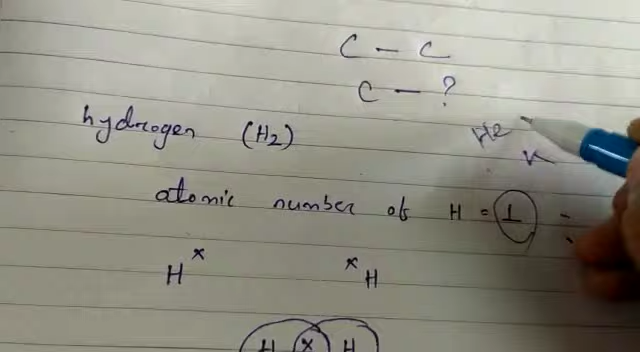 C - C
C - ?
hydrogen (H2)
He
K
atomic number of H = 1
H x x H
H x H